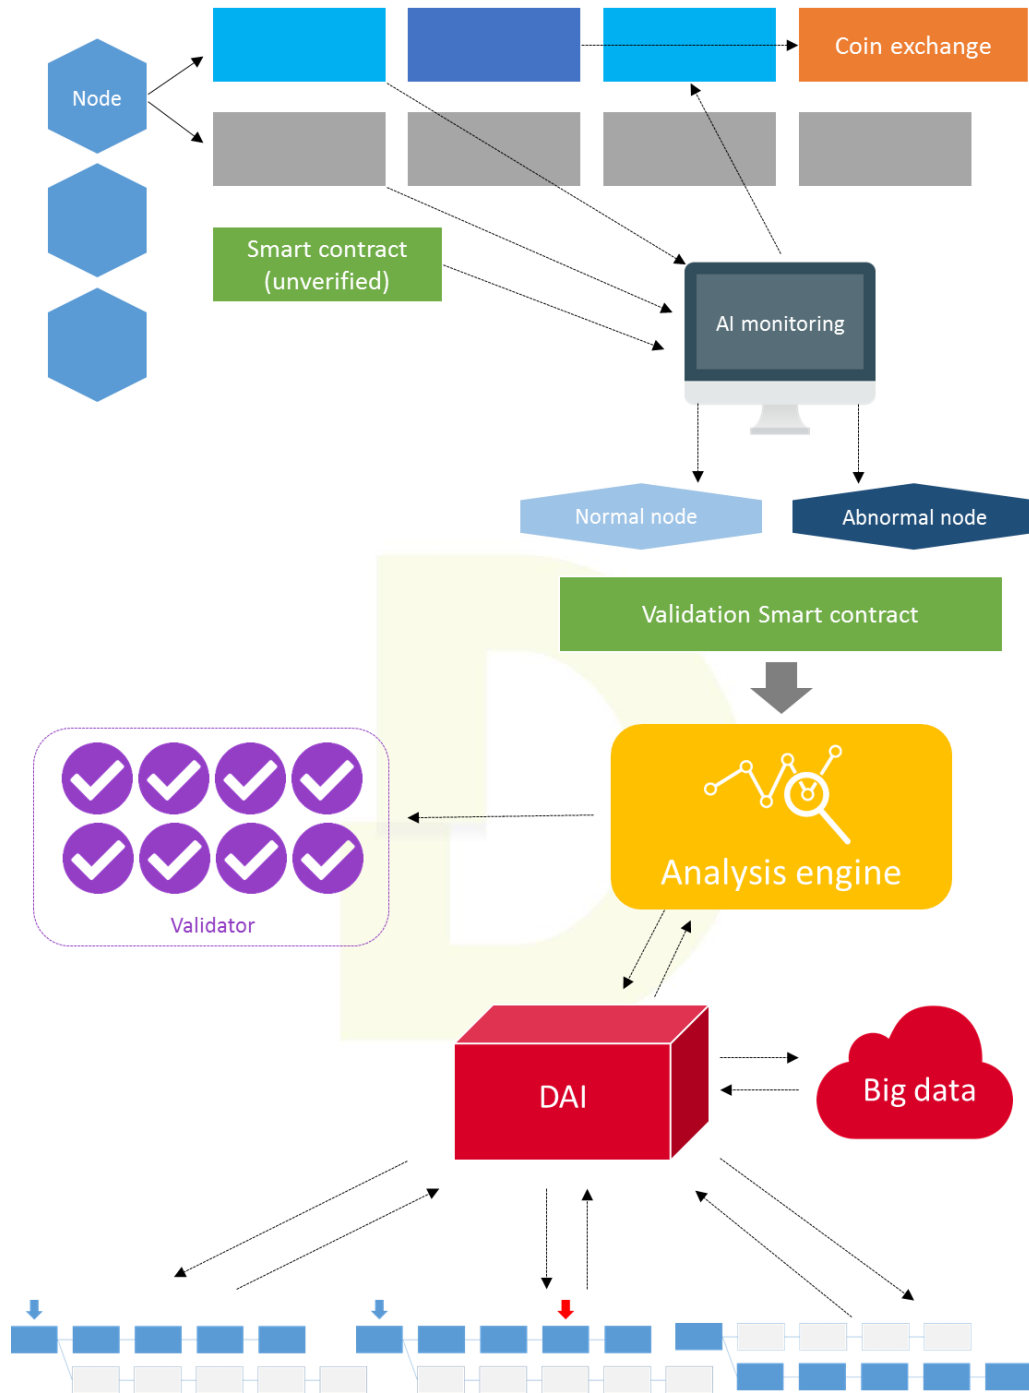 Node
Coin exchange
Smart contract
(unverified)
AI monitoring
Normal node
Abnormal node
Validation Smart contract
Analysis engine
Validator
DAI
Big data